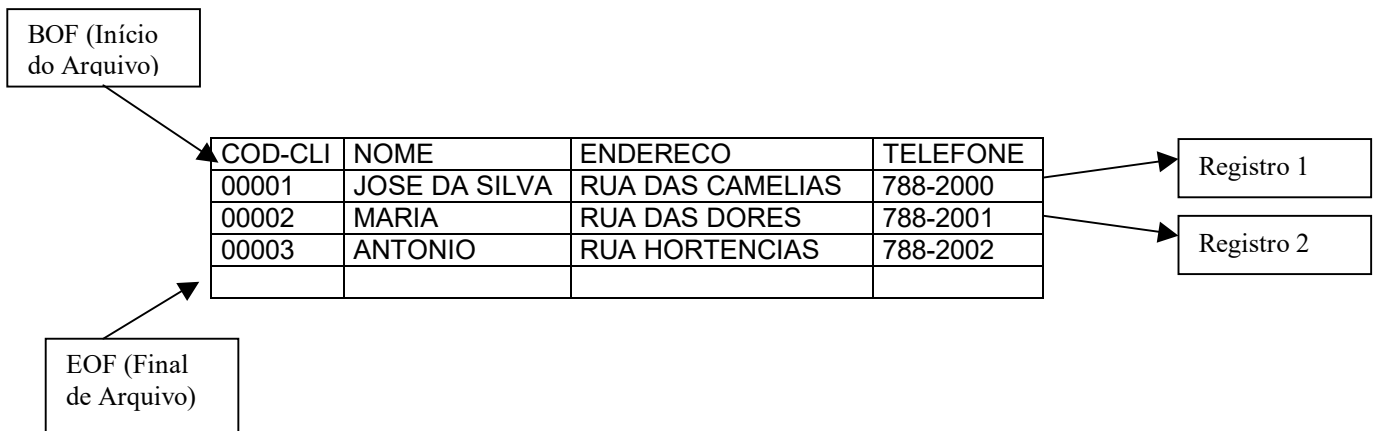 BOF (Início
do Arquivo)
COD-CLI NOME ENDERECO TELEFONE
00001 JOSE DA SILVA RUA DAS CAMELIAS 788-2000
00002 MARIA RUA DAS DORES 788-2001
00003 ANTONIO RUA HORTENCIAS 788-2002
Registro 1
Registro 2
EOF (Final
de Arquivo)